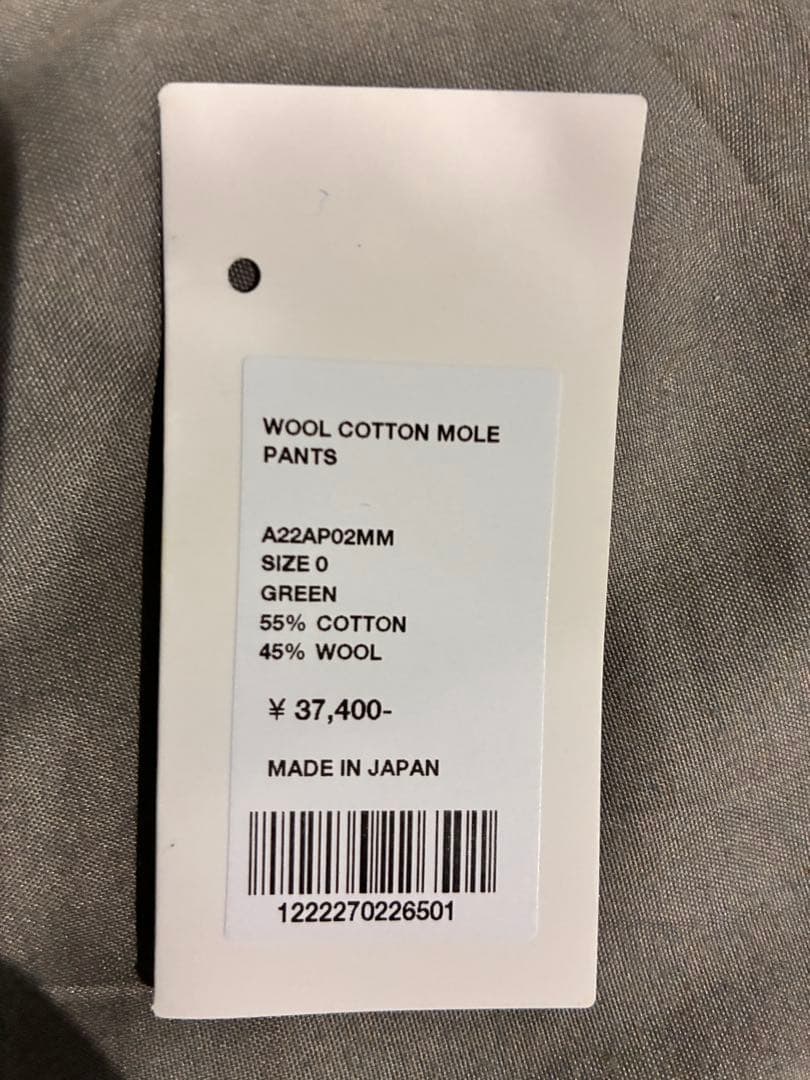 WOOL COTTON MOLE
PANTS
A22AP02MM
SIZE 0
GREEN
55% COTTON
45% WOOL
¥ 37,400-
MADE IN JAPAN
1222270226501